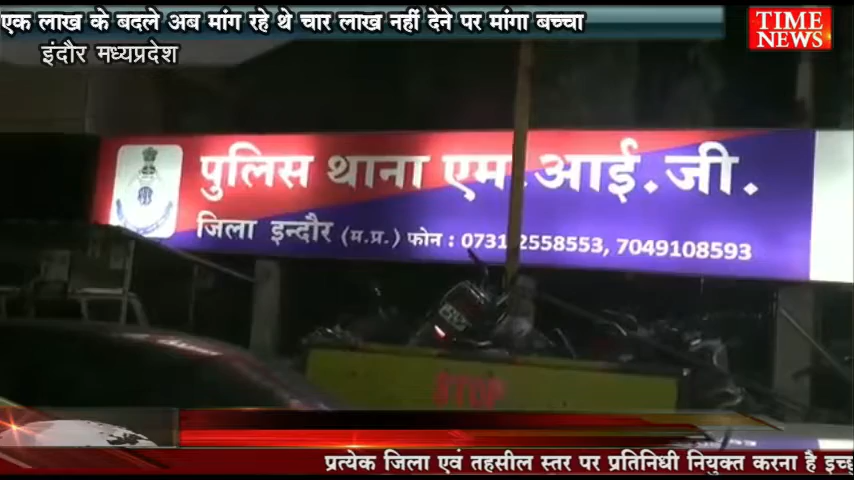 एक लाख के बदले अब मांग रहे थे चार लाख नहीं देने पर मांगा बच्चा
इंदौर मध्यप्रदेश
TIME
NEWS
पुलिस थाना एम.आई.जी.
जिला इन्दौर (म.प्र.) फोन : 0731 2558553, 7049108593
STOP
प्रत्येक जिला एवं तहसील स्तर पर प्रतिनिधी नियुक्त करना है